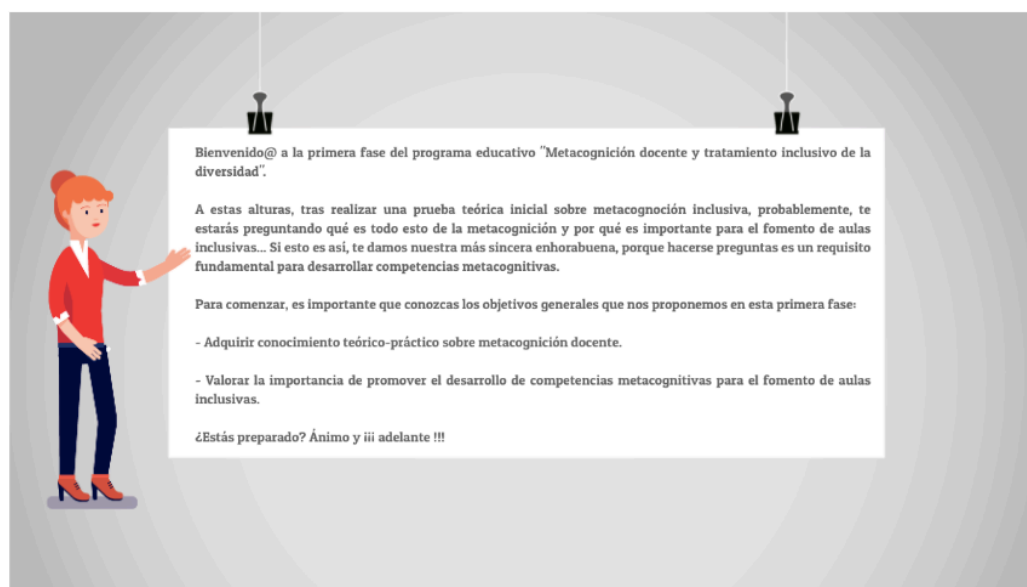 Bienvenido@ a la primera fase del programa educativo "Metacognición docente y tratamiento inclusivo de la
diversidad".
A estas alturas, tras realizar una prueba teórica inicial sobre metacognoción inclusiva, probablemente, te
estarás preguntando qué es todo esto de la metacognición y por qué es importante para el fomento de aulas
inclusivas... Si esto es así, te damos nuestra más sincera enhorabuena, porque hacerse preguntas es un requisito
fundamental para desarrollar competencias metacognitivas.
Para comenzar, es importante que conozcas los objetivos generales que nos proponemos en esta primera fase:
- Adquirir conocimiento teórico-práctico sobre metacognición docente.
- Valorar la importancia de promover el desarrollo de competencias metacognitivas para el fomento de aulas
inclusivas.
¿Estás preparado? Ánimo y ¡¡¡ adelante !!!